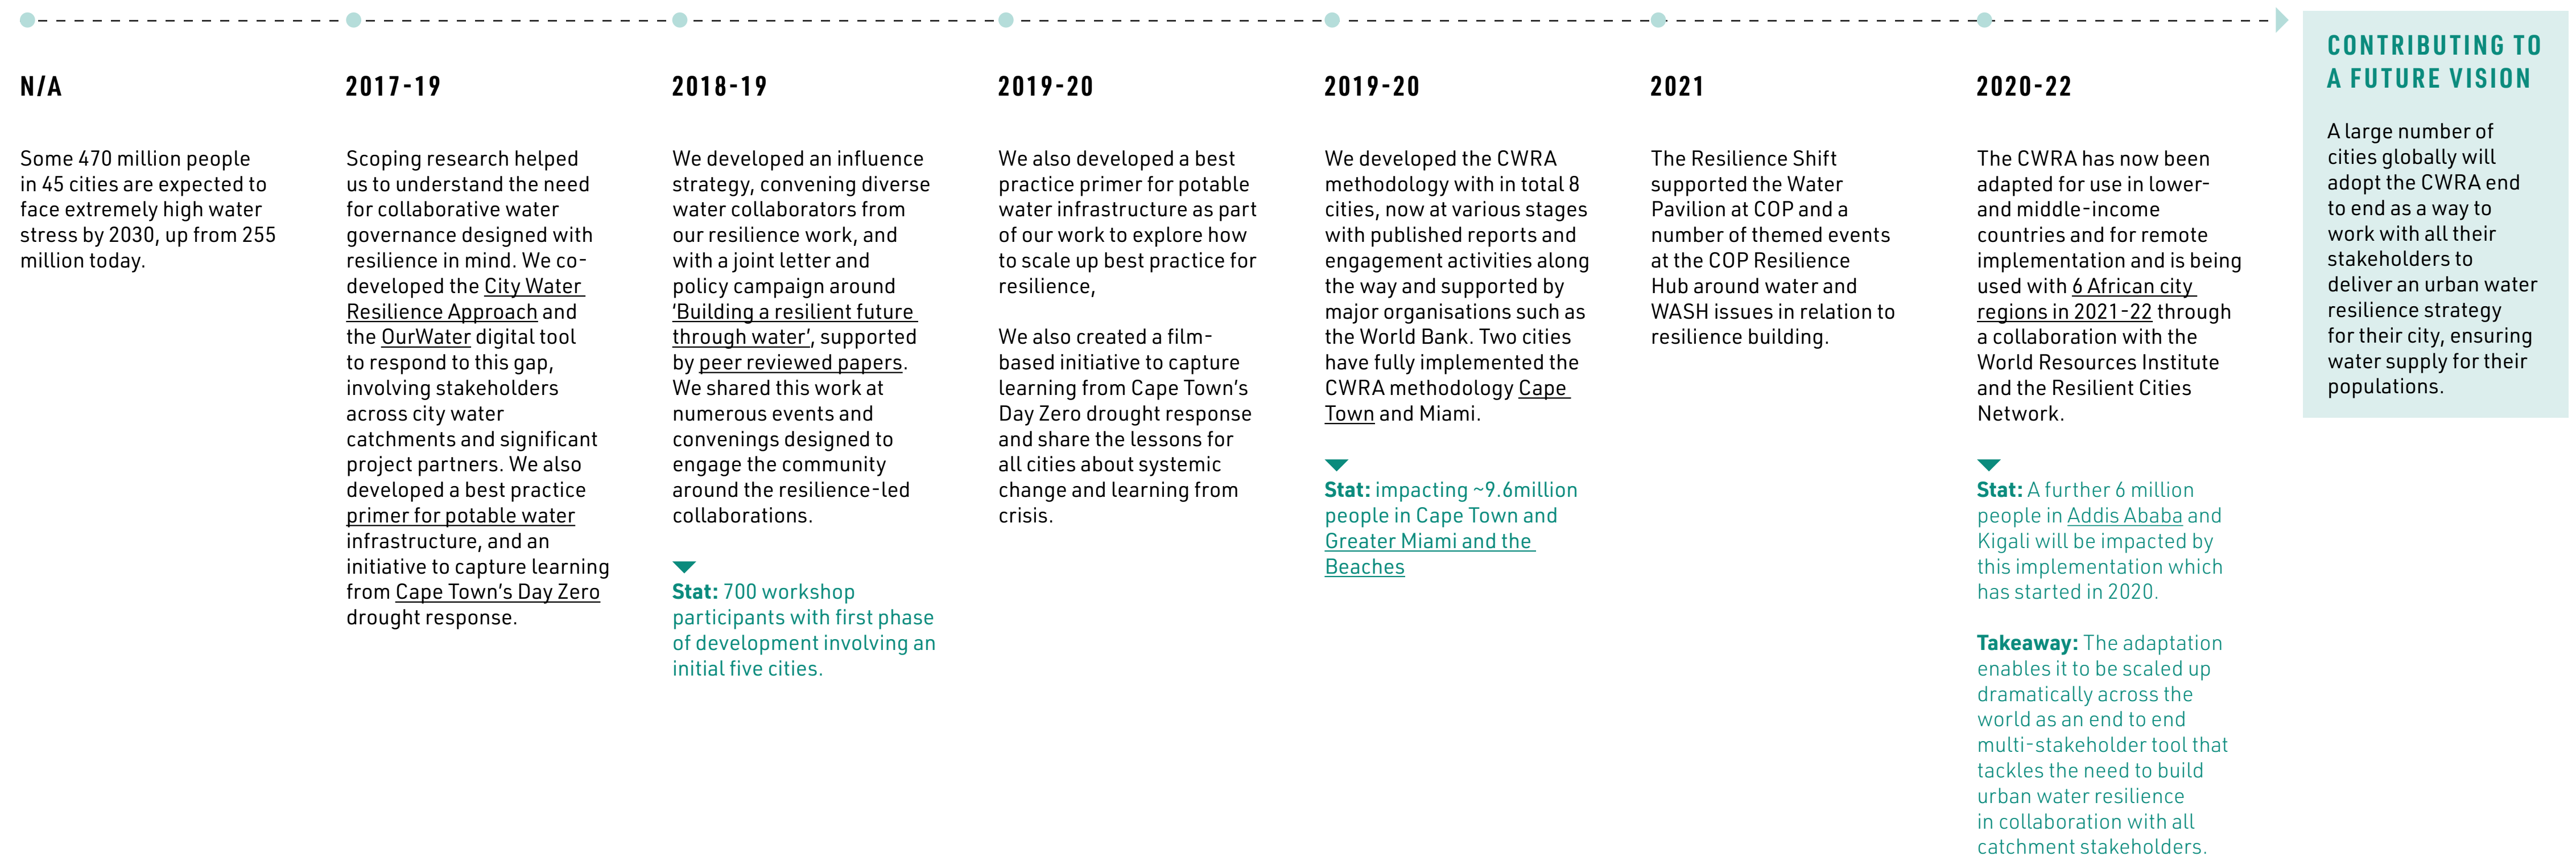 N/A
Some 470 million people
in 45 cities are expected to
face extremely high water
stress by 2030, up from 255
million today.
2017-19
Scoping research helped
us to understand the need
for collaborative water
governance designed with
resilience in mind. We co-
developed the City Water
Resilience Approach and
the OurWater digital tool
to respond to this gap,
involving stakeholders
across city water
catchments and significant
project partners. We also
developed a best practice
primer for potable water
infrastructure, and an
initiative to capture learning
from Cape Town's Day Zero
drought response.
2018-19
We developed an influence
strategy, convening diverse
water collaborators from
our resilience work, and
with a joint letter and
policy campaign around
‘Building a resilient future
through water’, supported
by peer reviewed papers.
We shared this work at
numerous events and
convenings designed to
engage the community
around the resilience-led
collaborations.
Stat: 700 workshop
participants with first phase
of development involving an
initial five cities.
2019-20
We also developed a best
practice primer for potable
water infrastructure as part
of our work to explore how
to scale up best practice for
resilience,
We also created a film-
based initiative to capture
learning from Cape Town’s
Day Zero drought response
and share the lessons for
all cities about systemic
change and learning from
crisis.
2019-20
We developed the CWRA
methodology with in total 8
cities, now at various stages
with published reports and
engagement activities along
the way and supported by
major organisations such as
the World Bank. Two cities
have fully implemented the
CWRA methodology Cape
Town and Miami.
Stat: impacting ~9.6million
people in Cape Town and
Greater Miami and the
Beaches
2021
The Resilience Shift
supported the Water
Pavilion at COP and a
number of themed events
at the COP Resilience
Hub around water and
WASH issues in relation to
resilience building.
2020-22
The CWRA has now been
adapted for use in lower-
and middle-income
countries and for remote
implementation and is being
used with 6 African city
regions in 2021-22 through
a collaboration with the
World Resources Institute
and the Resilient Cities
Network.
Stat: A further 6 million
people in Addis Ababa and
Kigali will be impacted by
this implementation which
has started in 2020.
Takeaway: The adaptation
enables it to be scaled up
dramatically across the
world as an end to end
multi-stakeholder tool that
tackles the need to build
urban water resilience
in collaboration with all
catchment stakeholders.
CONTRIBUTING TO
A FUTURE VISION
A large number of
cities globally will
adopt the CWRA end
to end as a way to
work with all their
stakeholders to
deliver an urban water
resilience strategy
for their city, ensuring
water supply for their
populations.